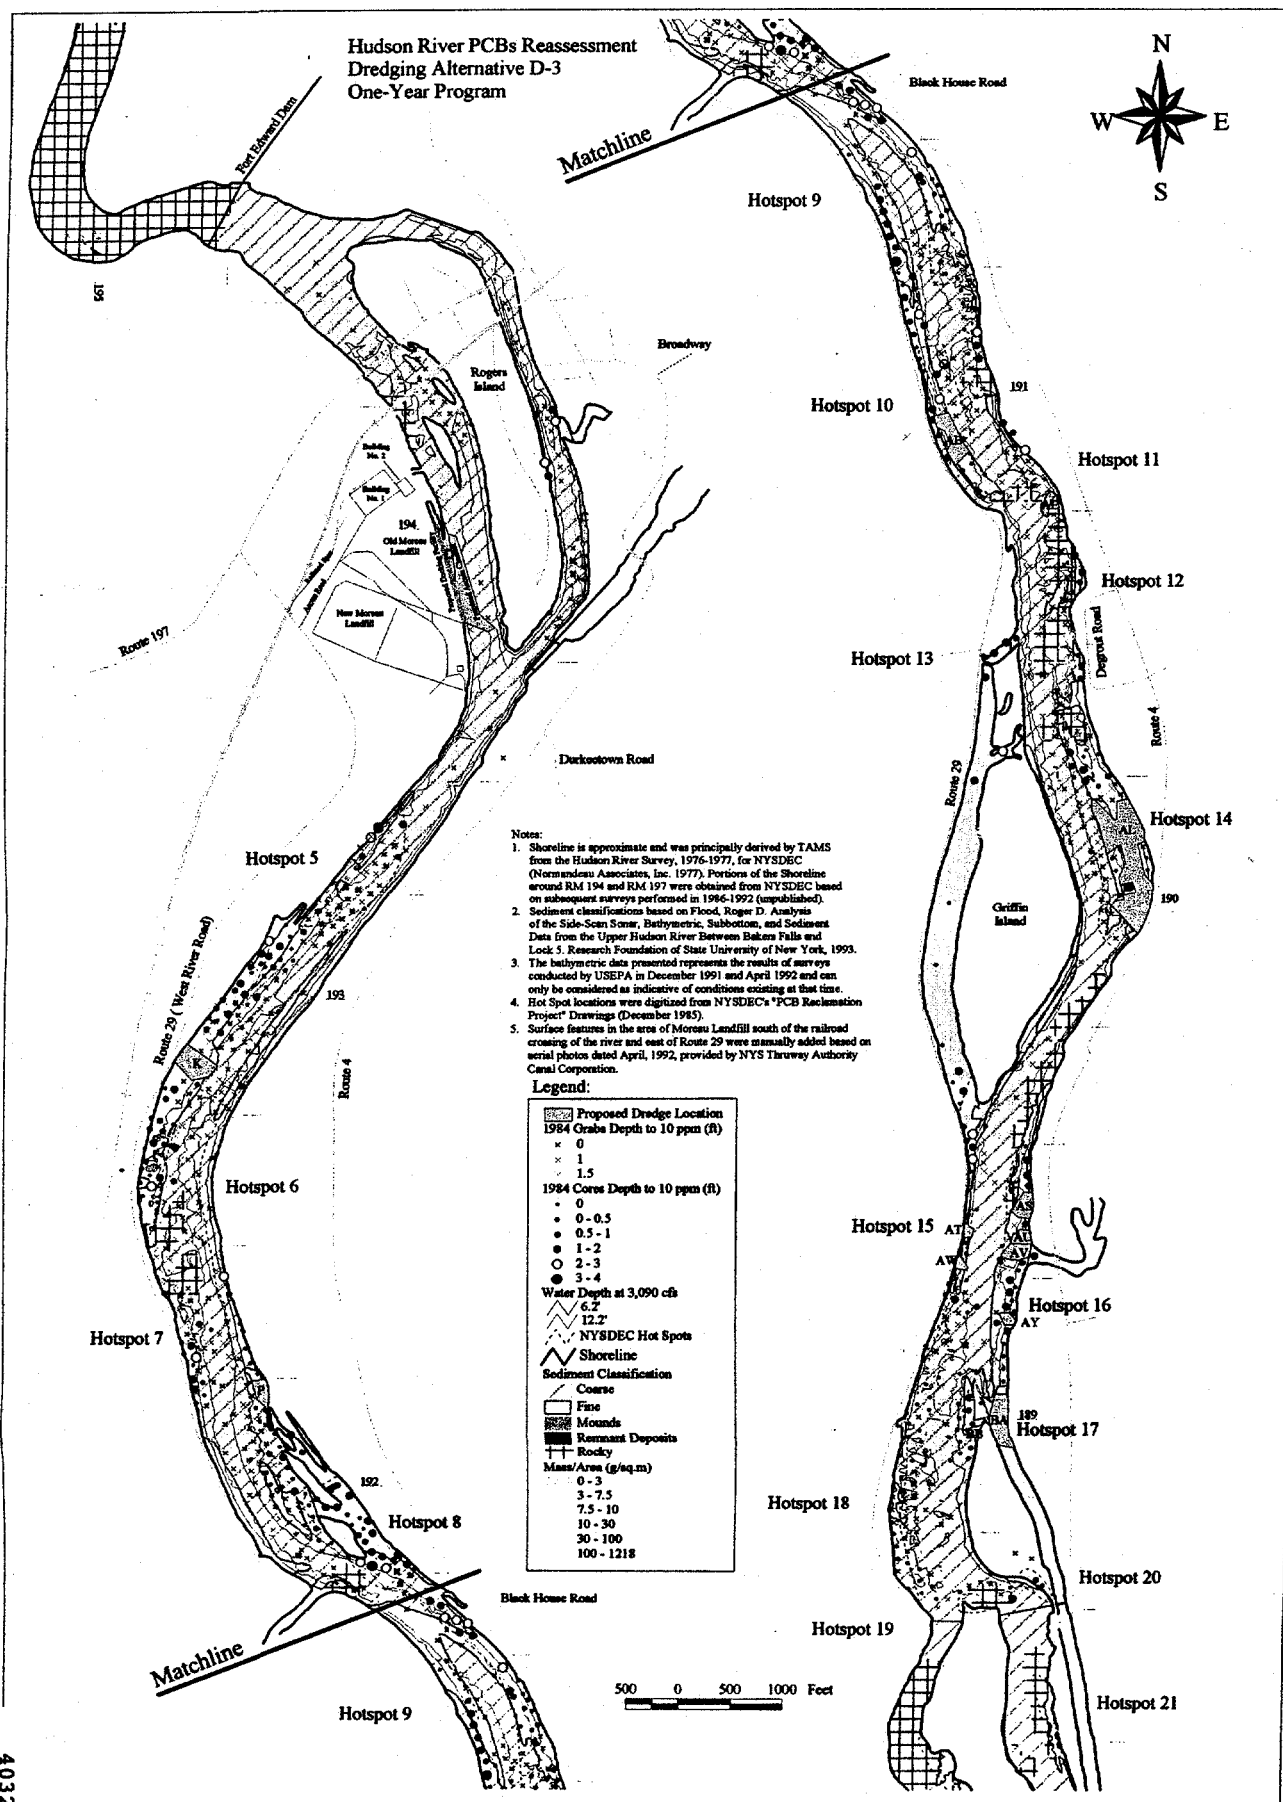 Hudson River PCBs Reassessment
Dredging Alternative D-3
One-Year Program
Fort Edward Dam
195
Rogers
Island
Broadway
Building
No. 2
Building
No. 1
194
Old Moreau
Landfill
New Moreau
Landfill
Access Road
Route 197
Durkeetown Road
Hotspot 5
193
Route 29 ( West River Road)
Route 4
Hotspot 6
Hotspot 7
192
Hotspot 8
Black House Road
Matchline
Hotspot 9
Notes:
1. Shoreline is approximate and was principally derived by TAMS
from the Hudson River Survey, 1976-1977, for NYSDEC
(Normandeau Associates, Inc. 1977). Portions of the Shoreline
around RM 194 and RM 197 were obtained from NYSDEC based
on subsequent surveys performed in 1986-1992 (unpublished).
2. Sediment classifications based on Flood, Roger D. Analysis
of the Side-Scan Sonar, Bathymetric, Subbottom, and Sediment
Data from the Upper Hudson River Between Bakers Falls and
Lock 5. Research Foundation of State University of New York, 1993.
3. The bathymetric data presented represents the results of surveys
conducted by USEPA in December 1991 and April 1992 and can
only be considered as indicative of conditions existing at that time.
4. Hot Spot locations were digitized from NYSDEC's "PCB Reclamation
Project" Drawings (December 1985).
5. Surface features in the area of Moreau Landfill south of the railroad
crossing of the river and east of Route 29 were manually added based on
aerial photos dated April, 1992, provided by NYS Thruway Authority
Canal Corporation.
Legend:
Proposed Dredge Location
1984 Grabs Depth to 10 ppm (ft)
0
1
1.5
1984 Cores Depth to 10 ppm (ft)
0
0 - 0.5
0.5 - 1
1 - 2
2 - 3
3 - 4
Water Depth at 3,090 cfs
6.2'
12.2'
NYSDEC Hot Spots
Shoreline
Sediment Classification
Coarse
Fine
Mounds
Remnant Deposits
Rocky
Mass/Area (g/sq.m)
0 - 3
3 - 7.5
7.5 - 10
10 - 30
30 - 100
100 - 1218
500 0 500 1000 Feet
N
W E
S
Black House Road
Matchline
Hotspot 9
191
Hotspot 10
Hotspot 11
Hotspot 12
Degrout Road
Hotspot 13
Route 4
Route 29
Hotspot 14
AL
190
Griffin
Island
AS
Hotspot 15
AT
AU
AV
AW
Hotspot 16
AY
189
BA
Hotspot 17
BB
Hotspot 18
Hotspot 20
Hotspot 19
Hotspot 21